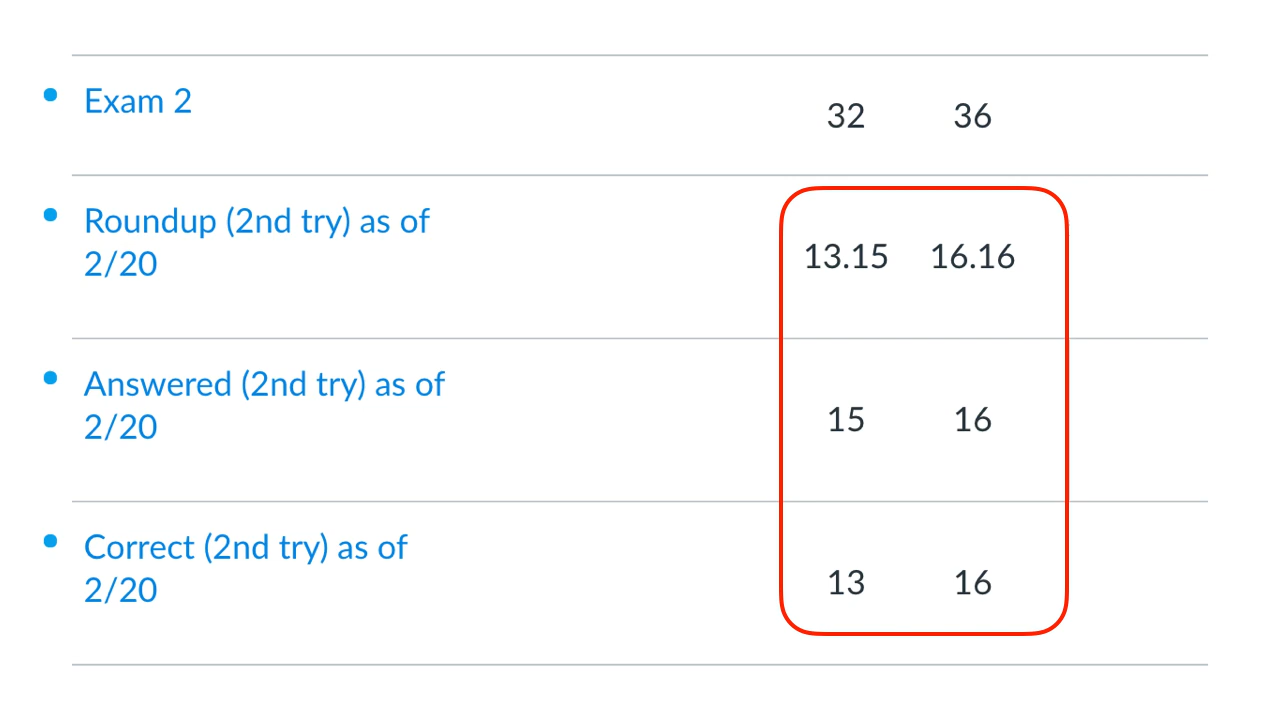 Exam 2
32 36
Roundup (2nd try) as of
2/20
13.15 16.16
Answered (2nd try) as of
2/20
15 16
Correct (2nd try) as of
2/20
13 16